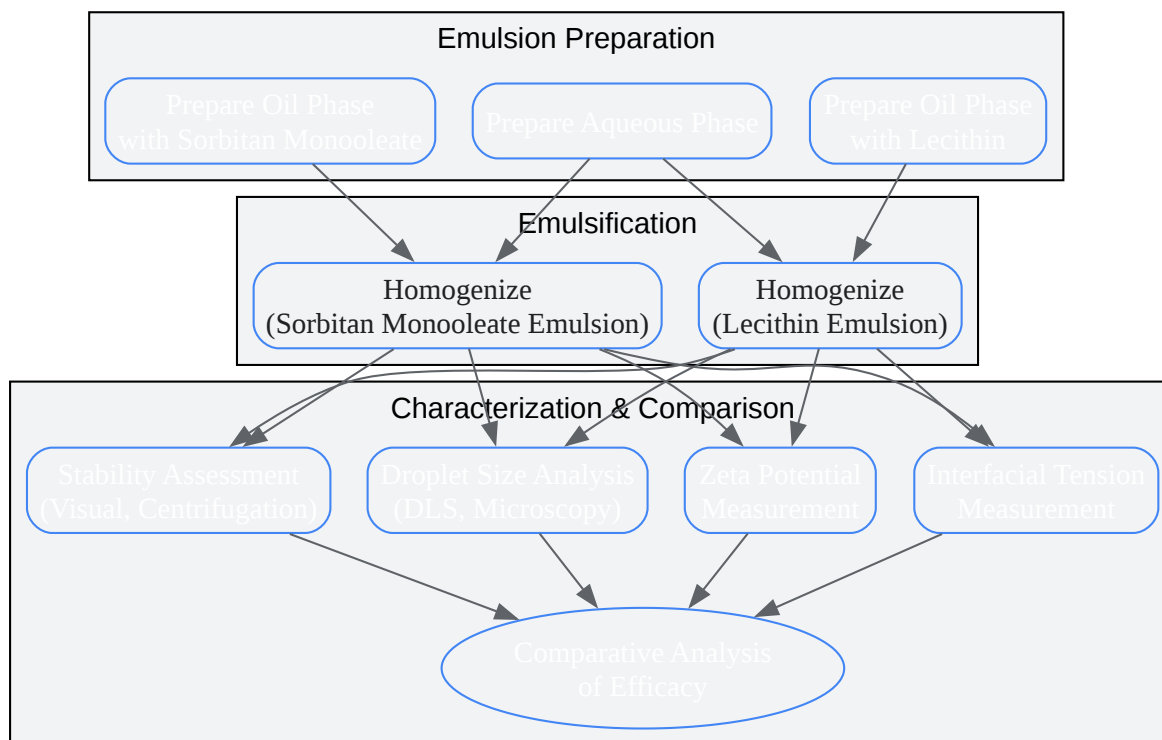 Emulsion Preparation
Prepare Oil Phase
with Sorbitan Monooleate
Prepare Aqueous Phase
Prepare Oil Phase
with Lecithin
Emulsification
Homogenize
(Sorbitan Monooleate Emulsion)
Homogenize
(Lecithin Emulsion)
Characterization & Comparison
Stability Assessment
(Visual, Centrifugation)
Droplet Size Analysis
(DLS, Microscopy)
Zeta Potential
Measurement
Interfacial Tension
Measurement
Comparative Analysis
of Efficacy